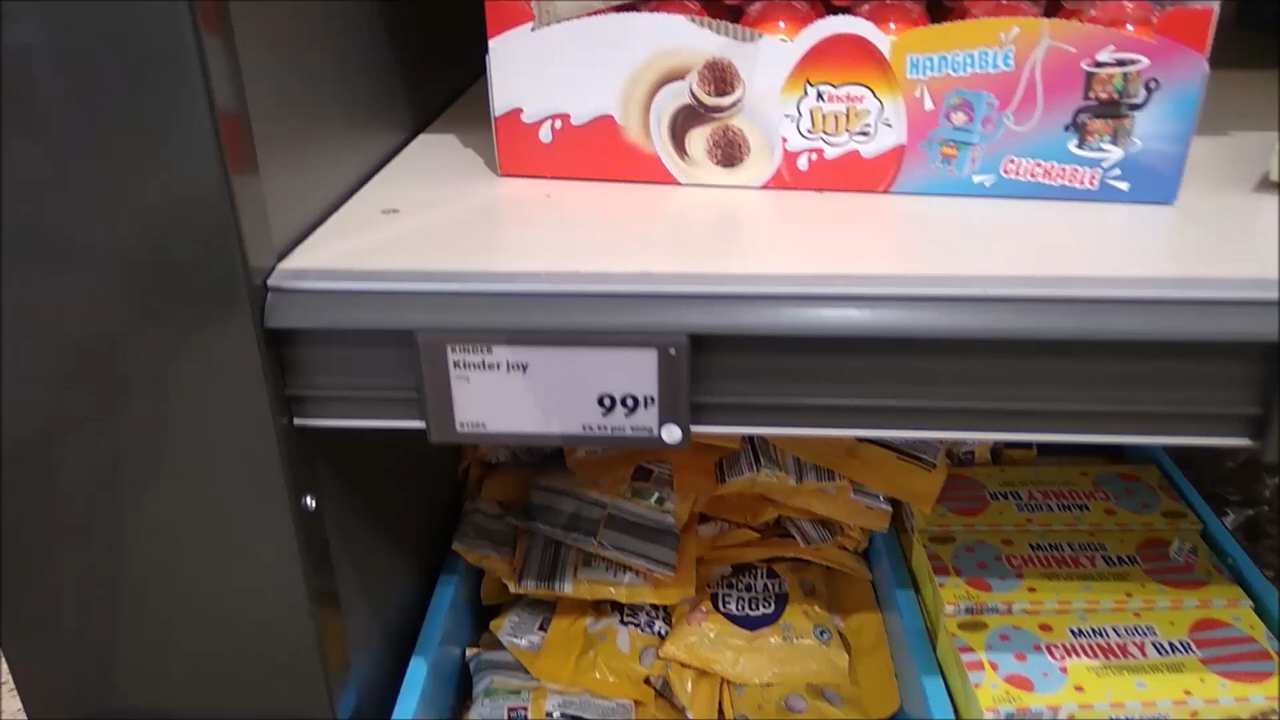 HANGABLE
Kinder
Joy
CLICKABLE
KINDER
Kinder Joy
99P
MINI EGGS
CHUNKY BAR
MINI EGGS
CHUNKY BAR
CHOCOLATE
EGGS
MINI EGGS
CHUNKY BAR